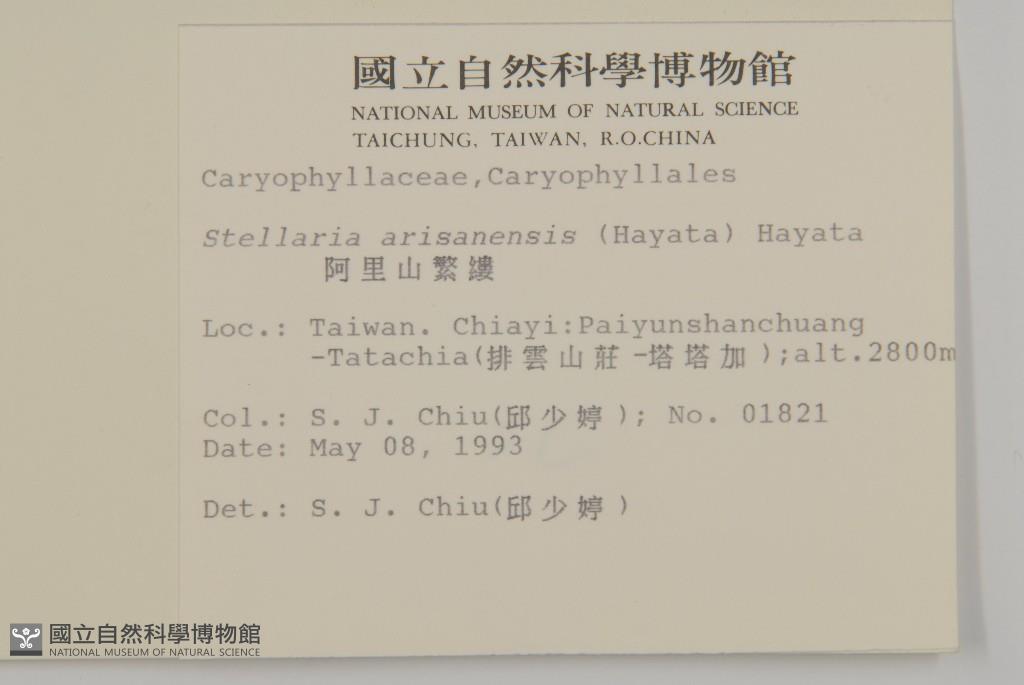 國立自然科學博物館
NATIONAL MUSEUM OF NATURAL SCIENCE
TAICHUNG, TAIWAN, R.O.CHINA
Caryophyllaceae,Caryophyllales
Stellaria arisanensis (Hayata) Hayata
阿里山繁縷
Loc.: Taiwan. Chiayi:Paiyunshanchuang
-Tatachia(排雲山莊-塔塔加);alt.2800m
Col.: S. J. Chiu(邱少婷); No. 01821
Date: May 08, 1993
Det.: S. J. Chiu(邱少婷)
國立自然科學博物館
NATIONAL MUSEUM OF NATURAL SCIENCE